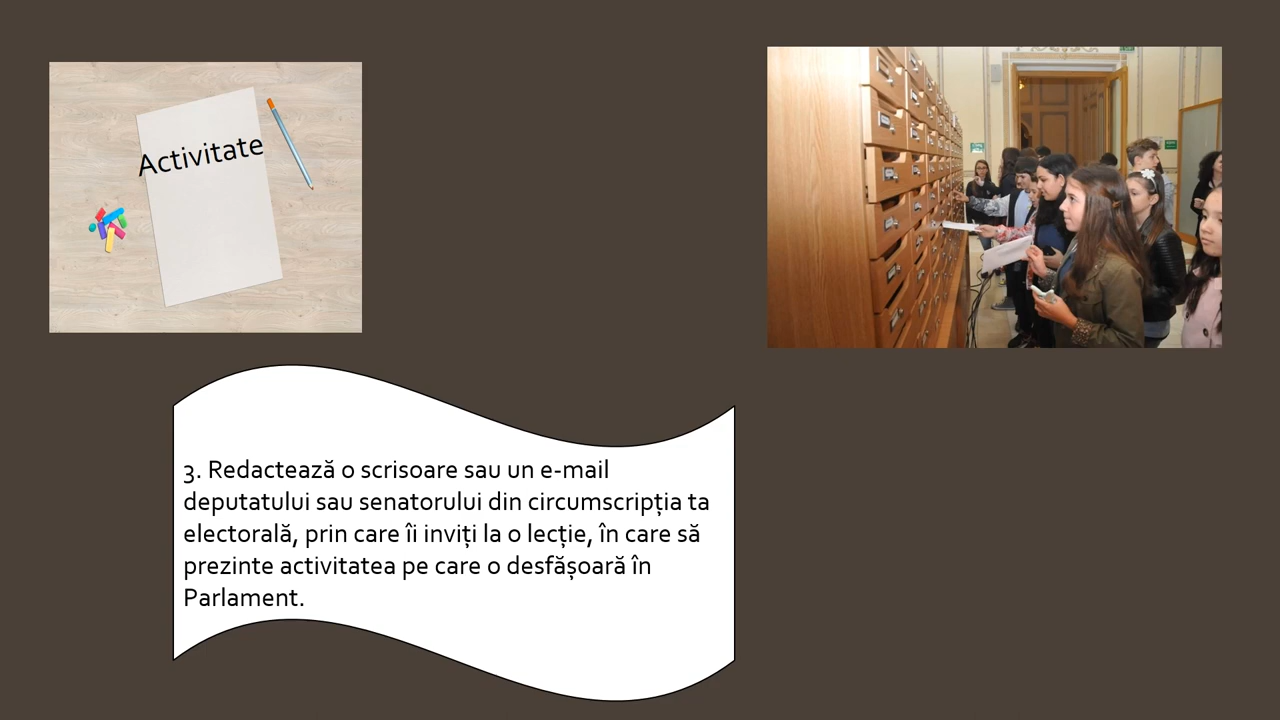 Activitate
3. Redactează o scrisoare sau un e-mail
deputatului sau senatorului din circumscripția ta
electorală, prin care îi inviți la o lecție, în care să
prezinte activitatea pe care o desfășoară în
Parlament.